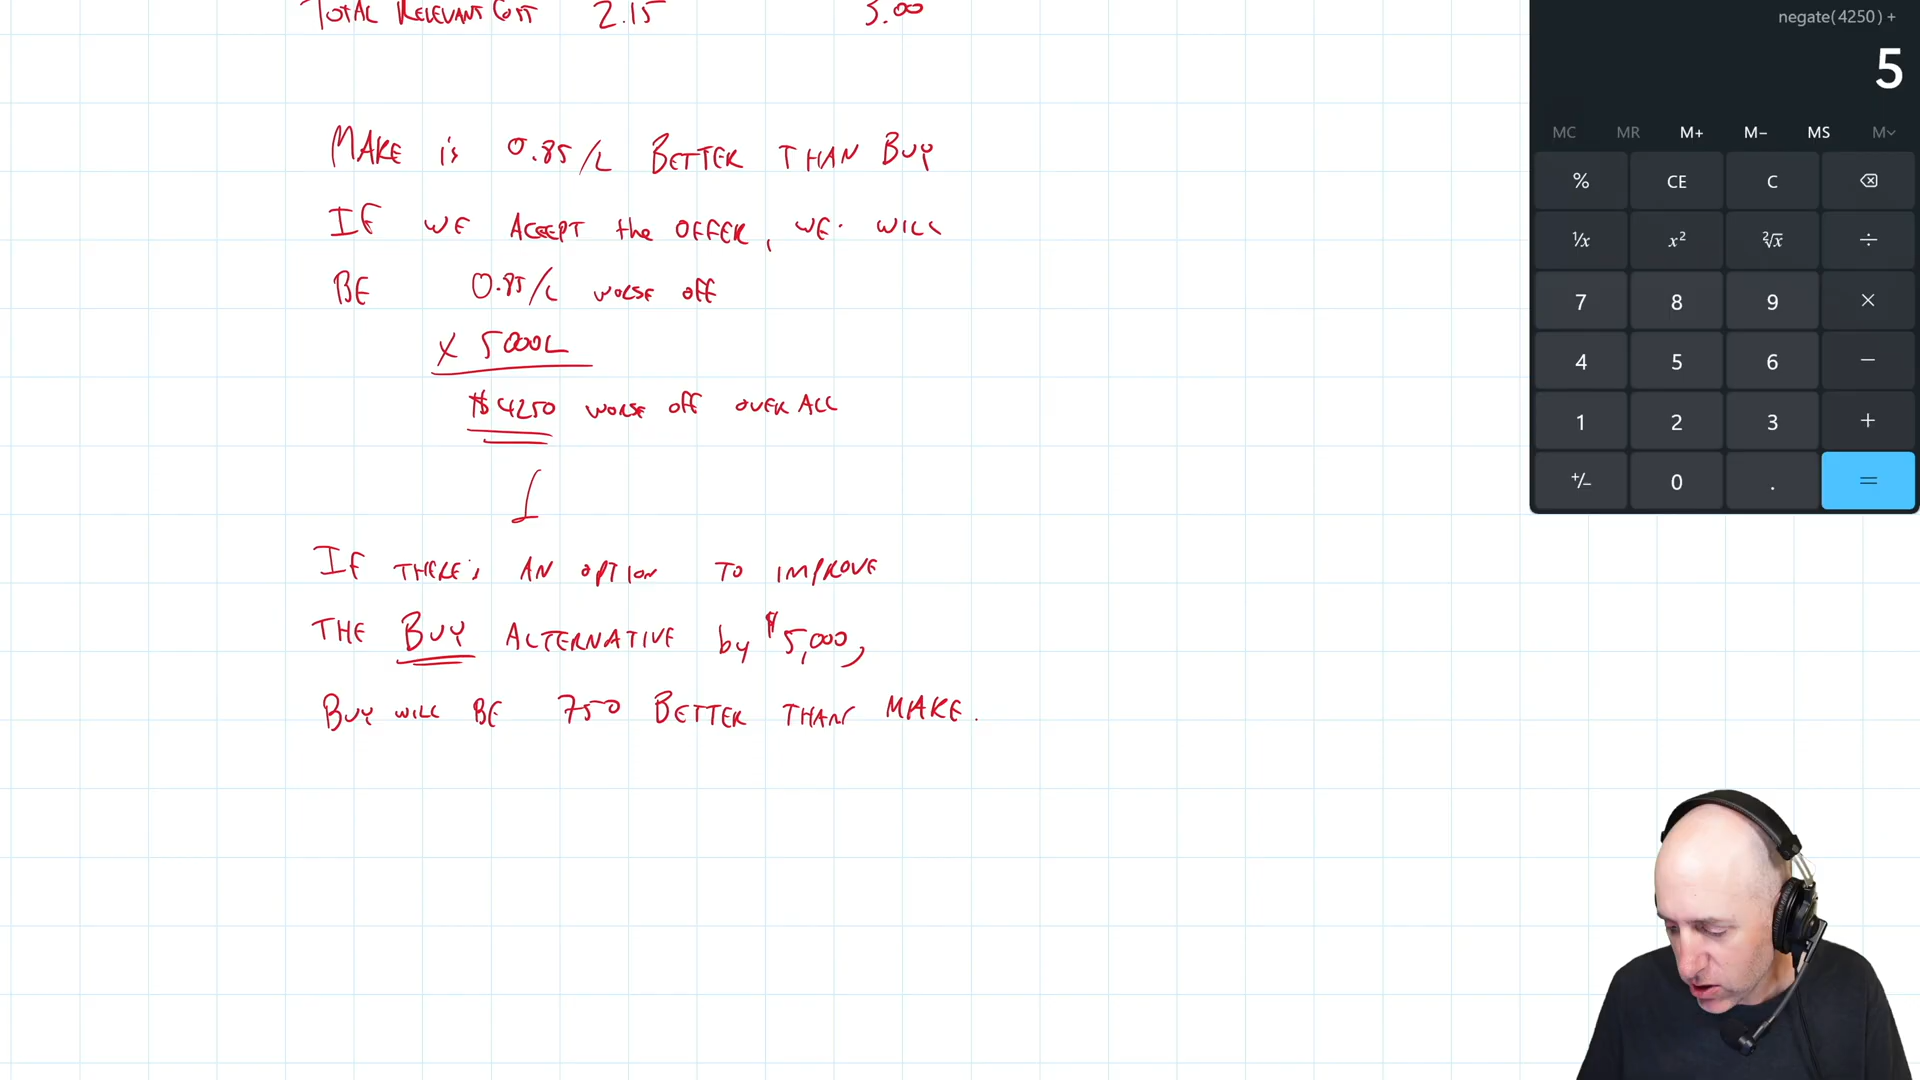 TOTAL RELEVANT COST 2.15 3.00
MAKE is 0.85/L BETTER THAN BUY
IF WE ACCEPT the OFFER, WE WILL
BE 0.85/L WORSE OFF
X 5000L
$4250 WORSE OFF OVERALL
IF THERE'S AN OPTION TO IMPROVE
THE BUY ALTERNATIVE by $5,000,
BUY WILL BE 750 BETTER THAN MAKE.
negate(4250) +
5
MC MR M+ M− MS M˅
% CE C
⅟x x² ²√x ÷
7 8 9 ×
4 5 6 −
1 2 3 +
+/− 0 . =